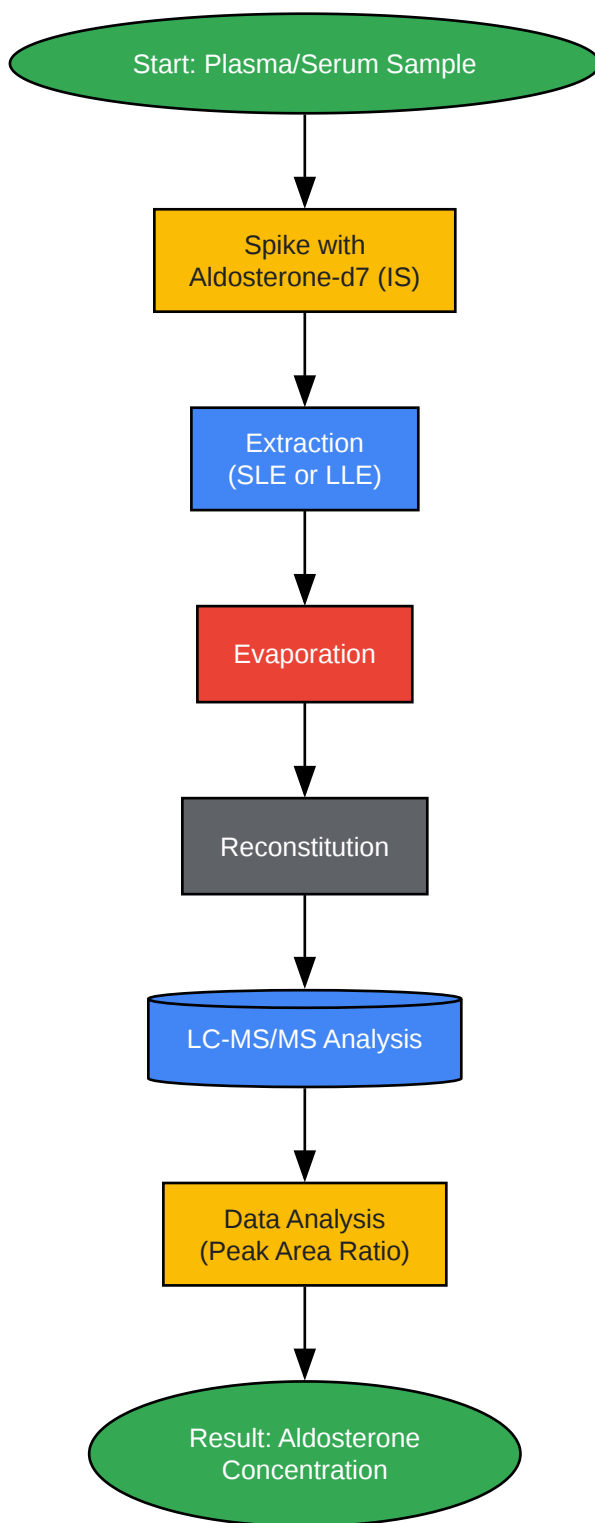 Start: Plasma/Serum Sample
Spike with
Aldosterone-d7 (IS)
Extraction
(SLE or LLE)
Evaporation
Reconstitution
LC-MS/MS Analysis
Data Analysis
(Peak Area Ratio)
Result: Aldosterone
Concentration